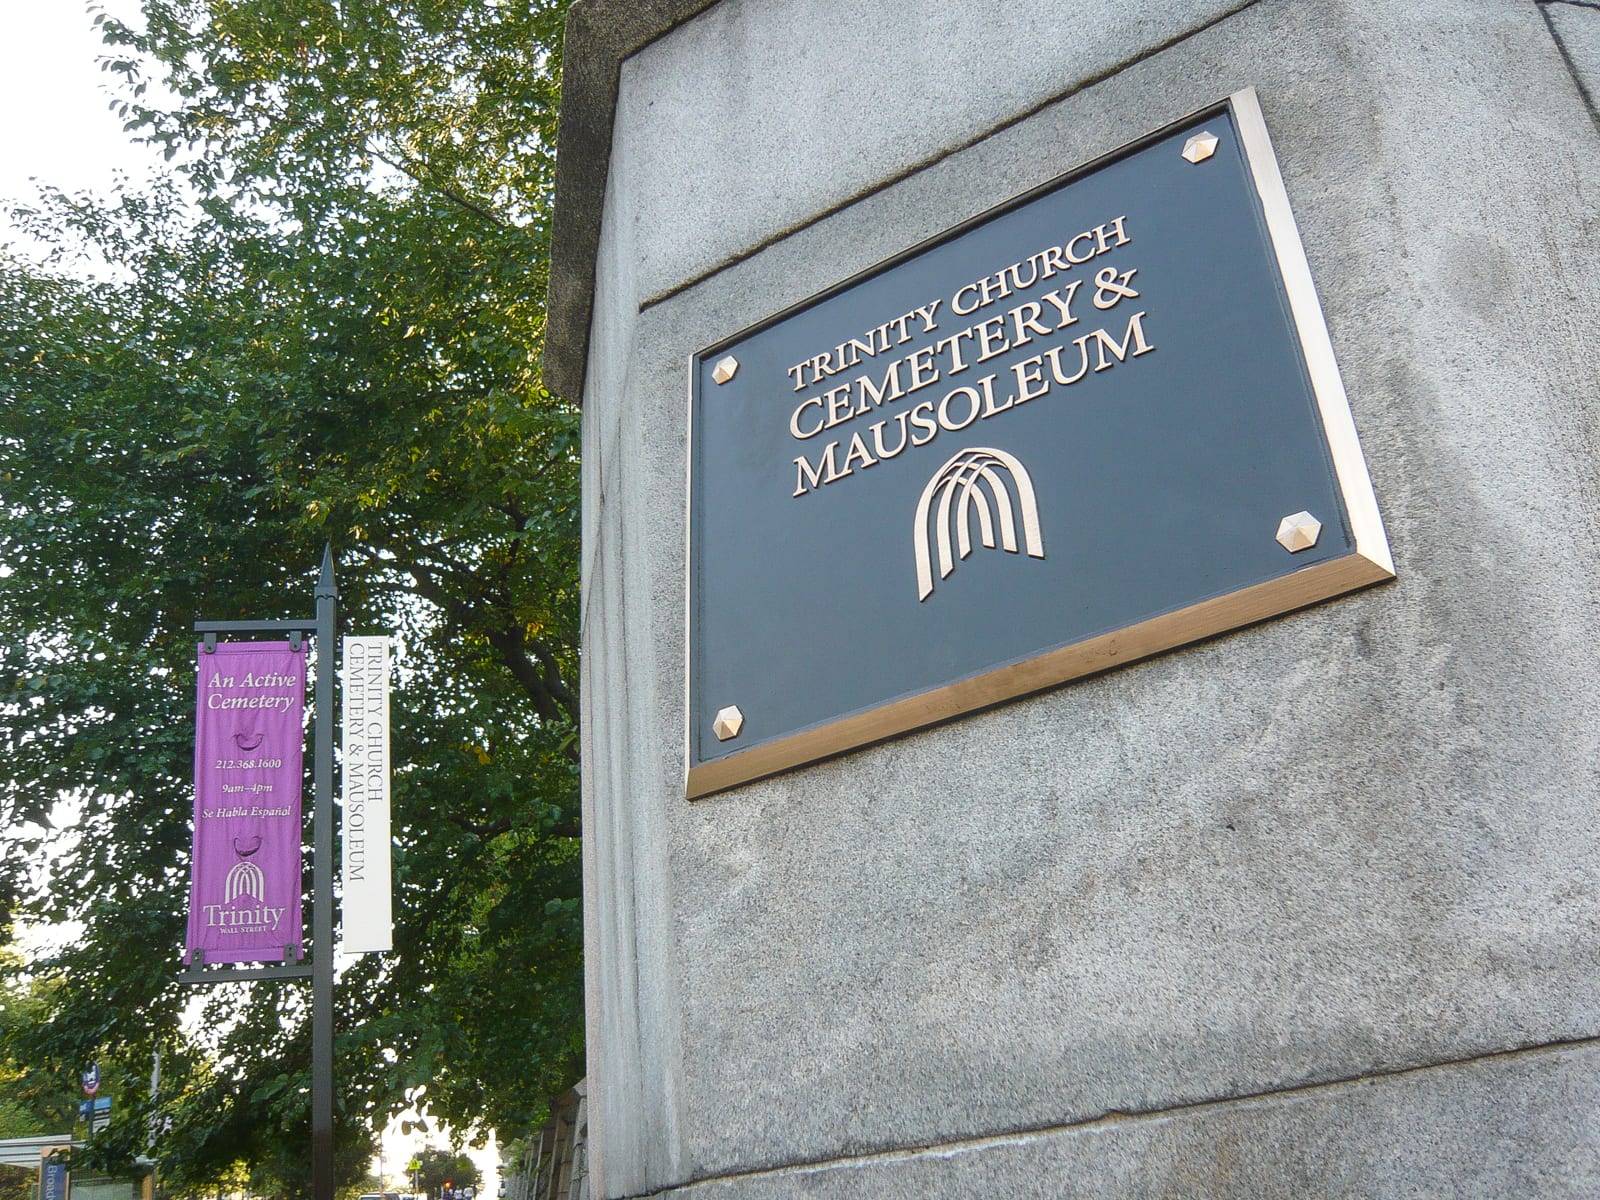 TRINITY CHURCH
CEMETERY &
MAUSOLEUM
An Active
Cemetery
212.368.1600
9am–4pm
Se Habla Español
Trinity
WALL STREET
TRINITY CHURCH
CEMETERY & MAUSOLEUM